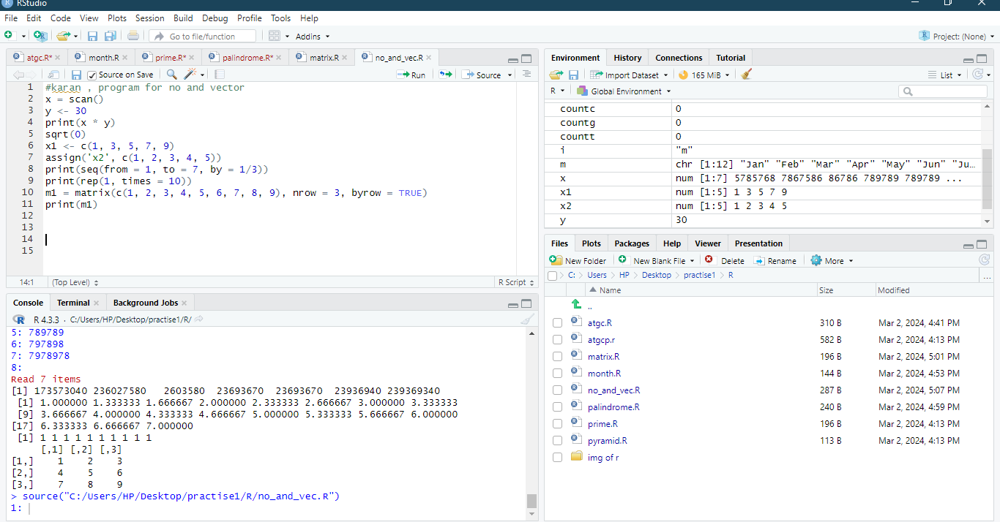 RStudio
File Edit Code View Plots Session Build Debug Profile Tools Help
Go to file/function Addins Project: (None)
atgc.R* month.R prime.R* palindrome.R* matrix.R no_and_vec.R
Source on Save Run Source
1 #karan , program for no and vector
2 x = scan()
3 y <- 30
4 print(x * y)
5 sqrt(0)
6 x1 <- c(1, 3, 5, 7, 9)
7 assign('x2', c(1, 2, 3, 4, 5))
8 print(seq(from = 1, to = 7, by = 1/3))
9 print(rep(1, times = 10))
10 m1 = matrix(c(1, 2, 3, 4, 5, 6, 7, 8, 9), nrow = 3, byrow = TRUE)
11 print(m1)
12
13
14
15
14:1 (Top Level) R Script
Console Terminal Background Jobs
R 4.3.3 · C:/Users/HP/Desktop/practise1/R/
5: 789789
6: 797898
7: 7978978
8:
Read 7 items
[1] 173573040 236027580   2603580  23693670  23693670  23936940 239369340
 [1] 1.000000 1.333333 1.666667 2.000000 2.333333 2.666667 3.000000 3.333333
 [9] 3.666667 4.000000 4.333333 4.666667 5.000000 5.333333 5.666667 6.000000
[17] 6.333333 6.666667 7.000000
 [1] 1 1 1 1 1 1 1 1 1 1
     [,1] [,2] [,3]
[1,]    1    2    3
[2,]    4    5    6
[3,]    7    8    9
> source("C:/Users/HP/Desktop/practise1/R/no_and_vec.R")
1:
Environment History Connections Tutorial
Import Dataset 165 MiB List
R Global Environment
countc 0
countg 0
countt 0
i "m"
m chr [1:12] "Jan" "Feb" "Mar" "Apr" "May" "Jun" "Ju…
x num [1:7] 5785768 7867586 86786 789789 789789 ...
x1 num [1:5] 1 3 5 7 9
x2 num [1:5] 1 2 3 4 5
y 30
Files Plots Packages Help Viewer Presentation
New Folder New Blank File Delete Rename More
C: Users HP Desktop practise1 R ...
Name Size Modified
..
atgc.R 310 B Mar 2, 2024, 4:41 PM
atgcp.r 582 B Mar 2, 2024, 4:13 PM
matrix.R 196 B Mar 2, 2024, 5:01 PM
month.R 144 B Mar 2, 2024, 4:53 PM
no_and_vec.R 287 B Mar 2, 2024, 5:07 PM
palindrome.R 240 B Mar 2, 2024, 4:59 PM
prime.R 196 B Mar 2, 2024, 4:13 PM
pyramid.R 113 B Mar 2, 2024, 4:13 PM
img of r